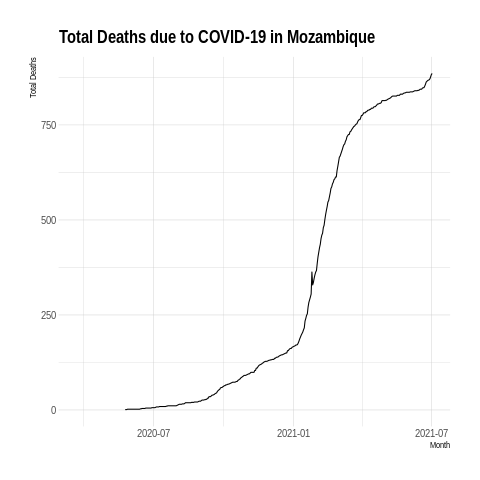 Total Deaths due to COVID-19 in Mozambique
Total Deaths
750
500
250
0
2020-07 2021-01 2021-07
Month